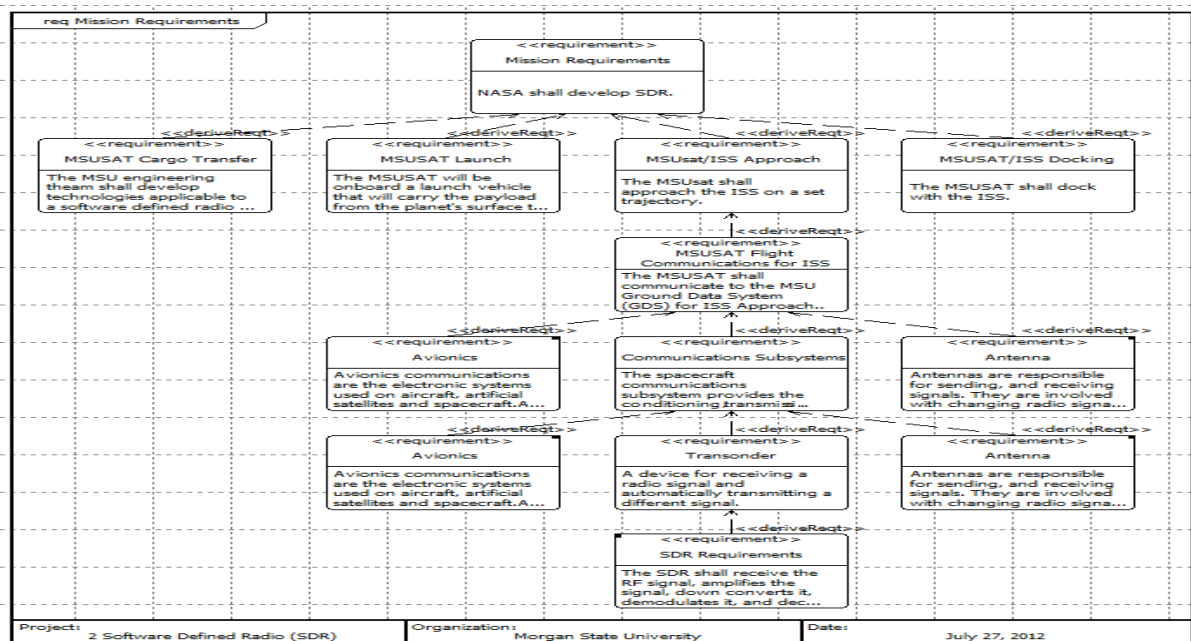 req Mission Requirements
<<requirement>>
Mission Requirements
NASA shall develop SDR.
<<deriveReqt>>
<<deriveReqt>>
<<deriveReqt>>
<<deriveReqt>>
<<requirement>>
MSUSAT Cargo Transfer
The MSU engineering
theam shall develop
technologies applicable to
a software defined radio ...
<<requirement>>
MSUSAT Launch
The MSUSAT will be
onboard a launch vehicle
that will carry the payload
from the planet's surface t...
<<requirement>>
MSUsat/ISS Approach
The MSUsat shall
approach the ISS on a set
trajectory.
<<requirement>>
MSUSAT/ISS Docking
The MSUSAT shall dock
with the ISS.
<<deriveReqt>>
<<requirement>>
MSUSAT Flight
Communications for ISS
The MSUSAT shall
communicate to the MSU
Ground Data System
(GDS) for ISS Approach...
<<deriveReqt>>
<<deriveReqt>>
<<deriveReqt>>
<<requirement>>
Avionics
Avionics communications
are the electronic systems
used on aircraft, artificial
satellites and spacecraft.A...
<<requirement>>
Communications Subsystems
The spacecraft
communications
subsystem provides the
conditioning,transmissi...
<<requirement>>
Antenna
Antennas are responsible
for sending, and receiving
signals. They are involved
with changing radio signa...
<<deriveReqt>>
<<deriveReqt>>
<<deriveReqt>>
<<requirement>>
Avionics
Avionics communications
are the electronic systems
used on aircraft, artificial
satellites and spacecraft.A...
<<requirement>>
Transonder
A device for receiving a
radio signal and
automatically transmitting a
different signal.
<<requirement>>
Antenna
Antennas are responsible
for sending, and receiving
signals. They are involved
with changing radio signa...
<<deriveReqt>>
<<requirement>>
SDR Requirements
The SDR shall receive the
RF signal, amplifies the
signal, down converts it,
demodulates it, and dec...
Project:
2 Software Defined Radio (SDR)
Organization:
Morgan State University
Date:
July 27, 2012